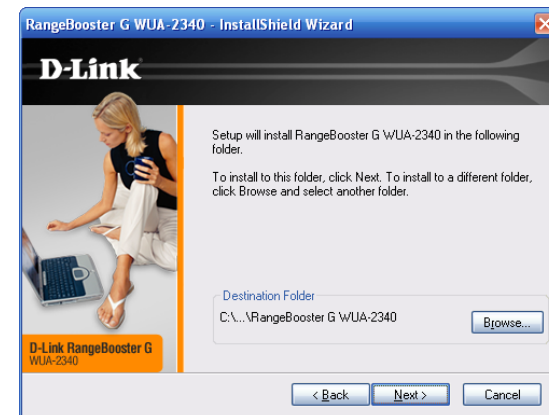 RangeBooster G WUA-2340 - InstallShield Wizard
D-Link
Setup will install RangeBooster G WUA-2340 in the following
folder.
To install to this folder, click Next. To install to a different folder,
click Browse and select another folder.
Destination Folder
C:\...\RangeBooster G WUA-2340
Browse...
D-Link RangeBooster G
WUA-2340
< Back
Next >
Cancel